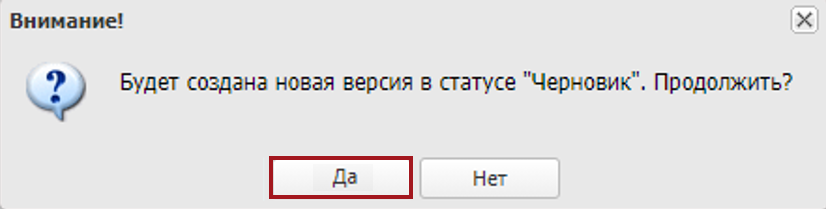 Внимание!
Будет создана новая версия в статусе "Черновик". Продолжить?
Да
Нет